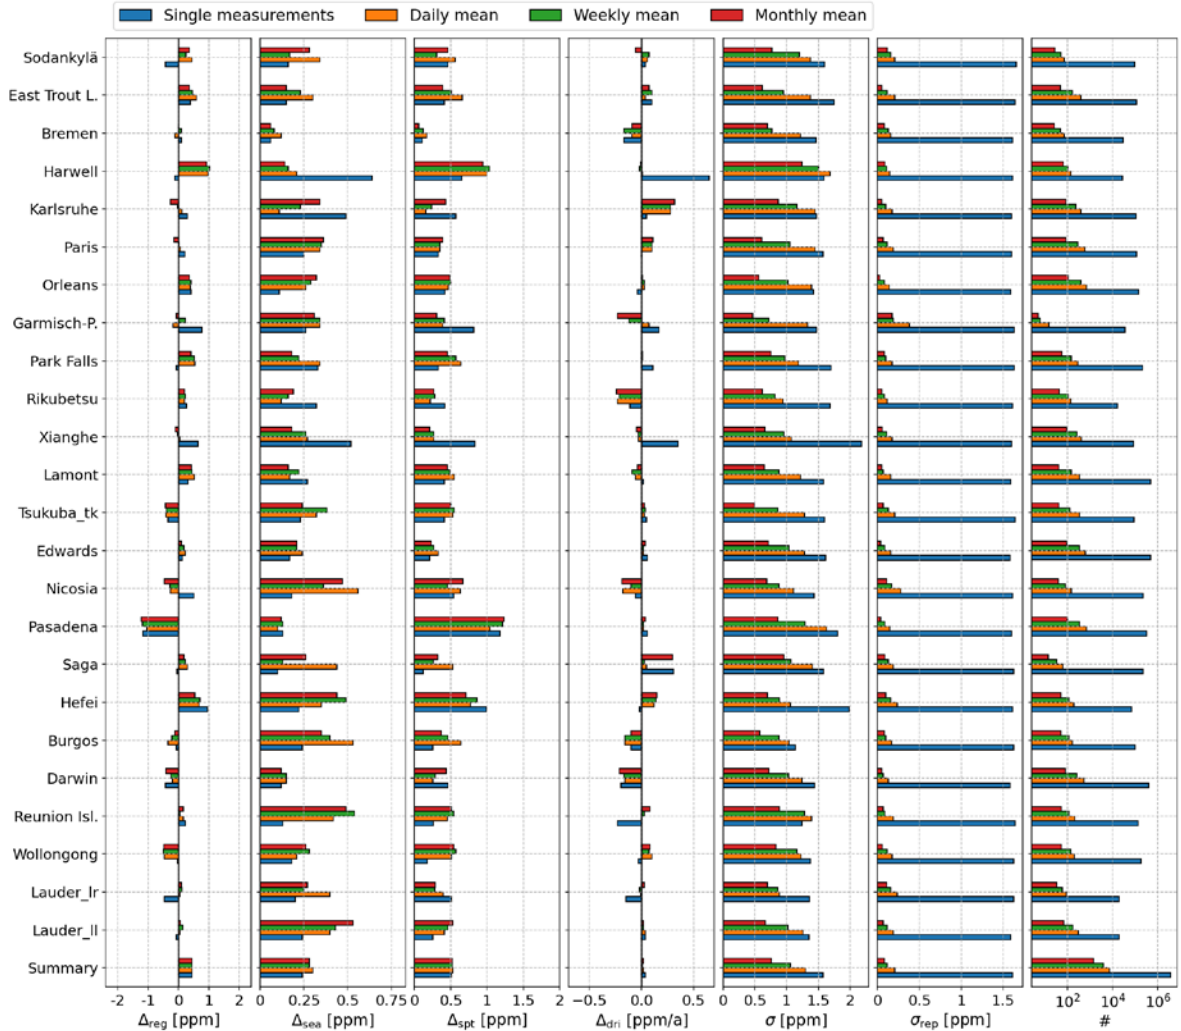 Single measurements Daily mean Weekly mean Monthly mean
Sodankylä
East Trout L.
Bremen
Harwell
Karlsruhe
Paris
Orleans
Garmisch-P.
Park Falls
Rikubetsu
Xianghe
Lamont
Tsukuba_tk
Edwards
Nicosia
Pasadena
Saga
Hefei
Burgos
Darwin
Reunion Isl.
Wollongong
Lauder_lr
Lauder_ll
Summary
−2 −1 0 1 2 0 0.25 0.5 0.75 0 0.5 1 1.5 2 −0.5 0.0 0.5 0 0.5 1 1.5 2 0 0.5 1 1.5 10² 10⁴ 10⁶
Δreg [ppm] Δsea [ppm] Δspt [ppm] Δdri [ppm/a] σ [ppm] σrep [ppm] #